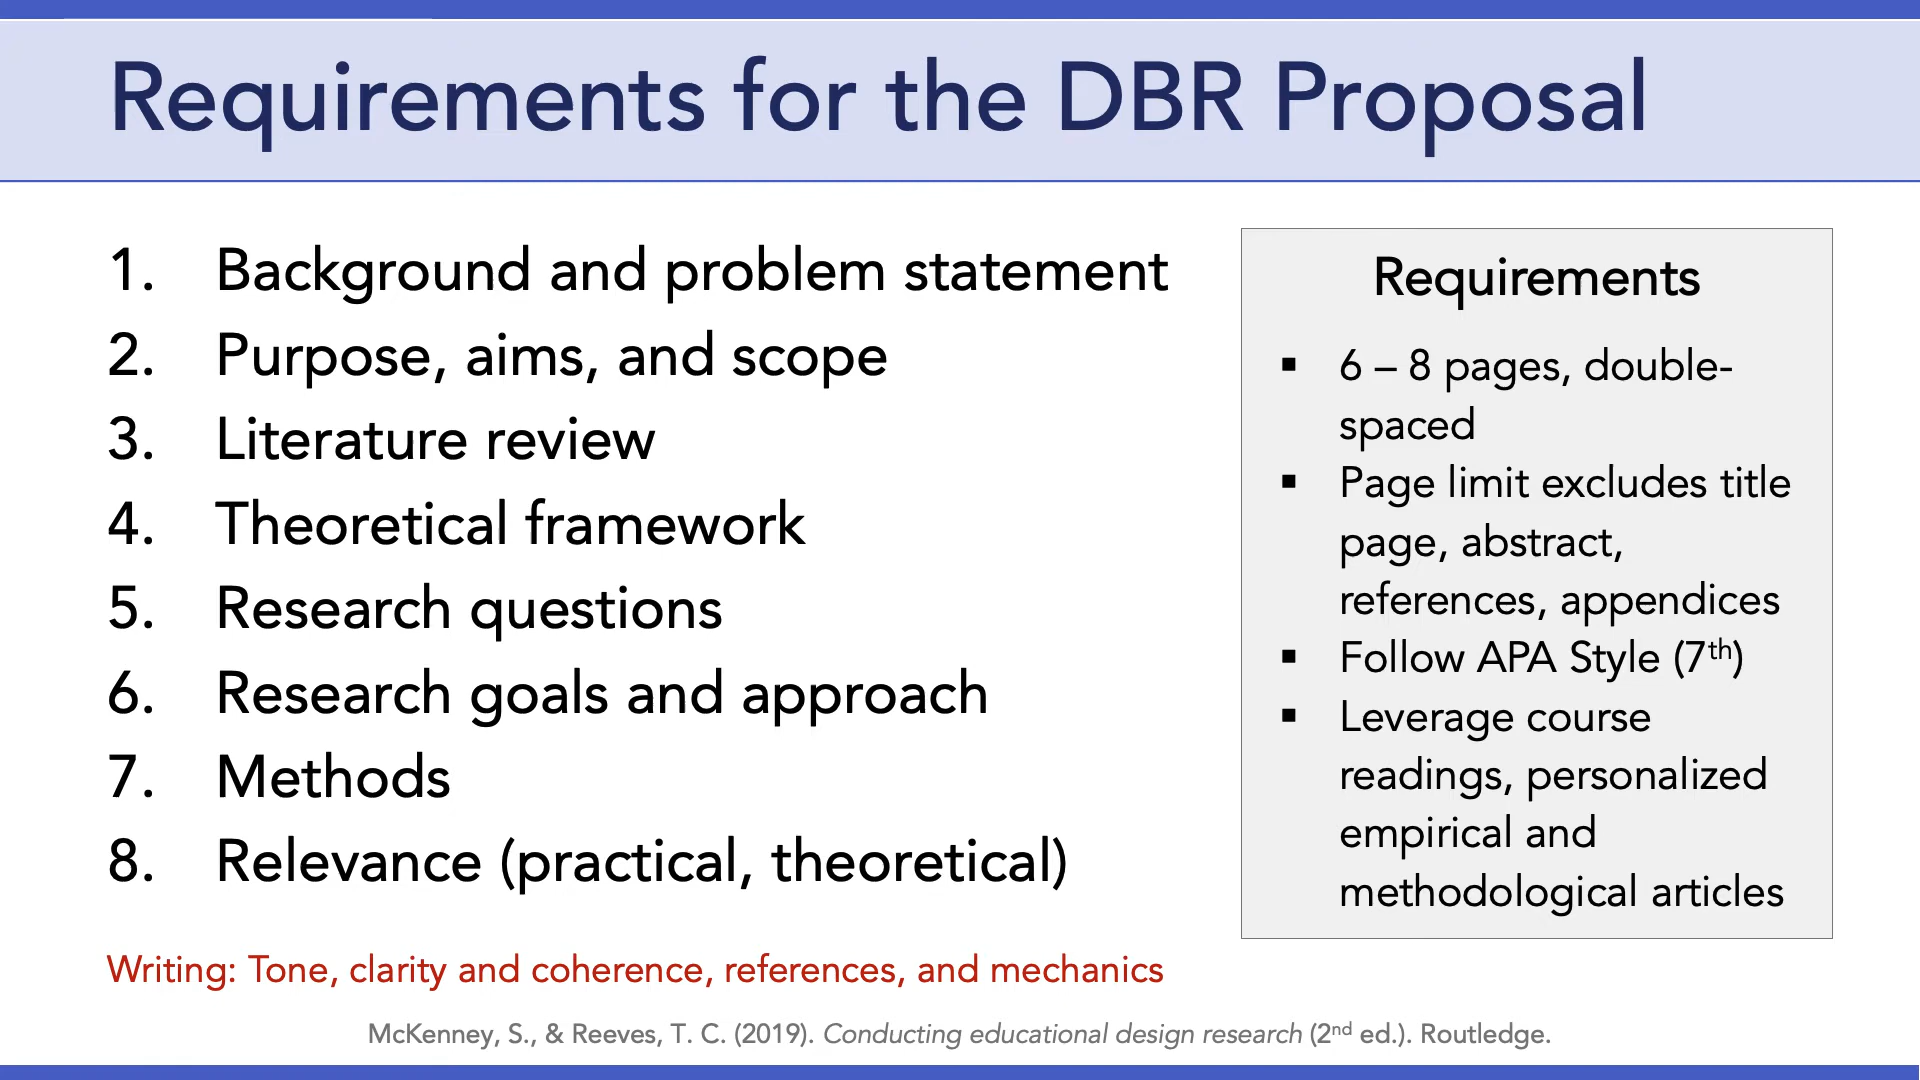 Requirements for the DBR Proposal
1. Background and problem statement
2. Purpose, aims, and scope
3. Literature review
4. Theoretical framework
5. Research questions
6. Research goals and approach
7. Methods
8. Relevance (practical, theoretical)
Writing: Tone, clarity and coherence, references, and mechanics
Requirements
▪ 6 – 8 pages, double-
spaced
▪ Page limit excludes title
page, abstract,
references, appendices
▪ Follow APA Style (7th)
▪ Leverage course
readings, personalized
empirical and
methodological articles
McKenney, S., & Reeves, T. C. (2019). Conducting educational design research (2nd ed.). Routledge.